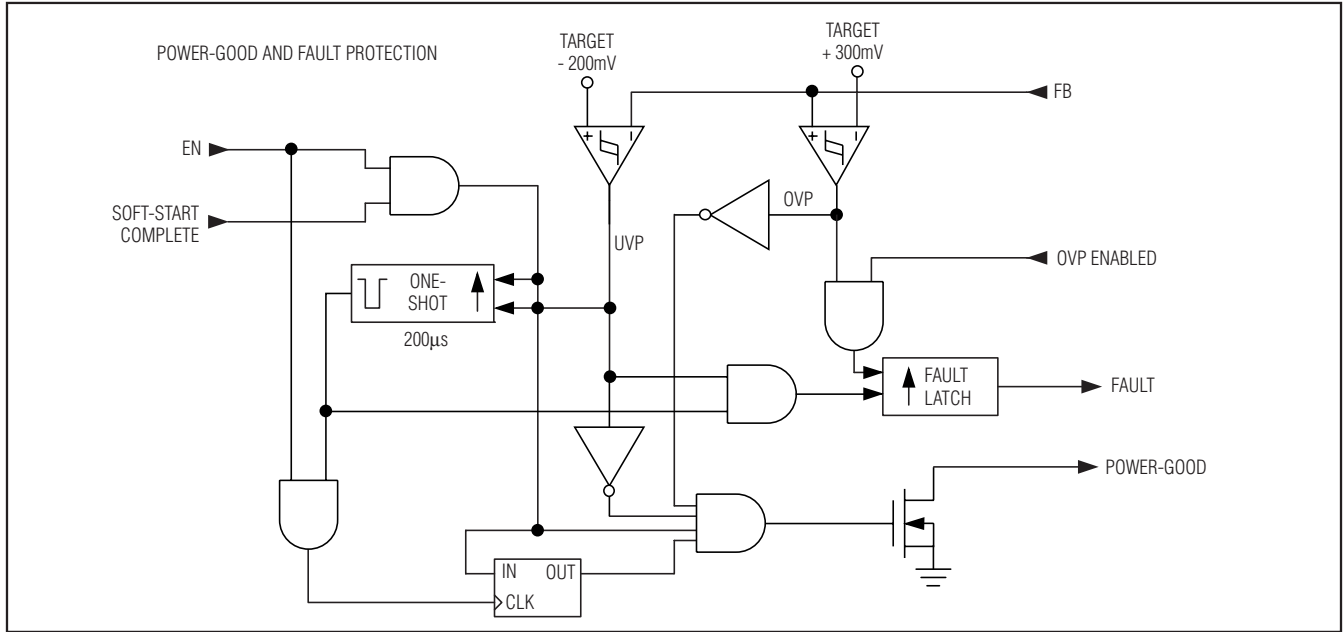 POWER-GOOD AND FAULT PROTECTION
TARGET
- 200mV
TARGET
+ 300mV
FB
EN
SOFT-START
COMPLETE
+
−
+
−
OVP
UVP
OVP ENABLED
ONE-
SHOT
200µs
FAULT
LATCH
FAULT
POWER-GOOD
IN
OUT
CLK